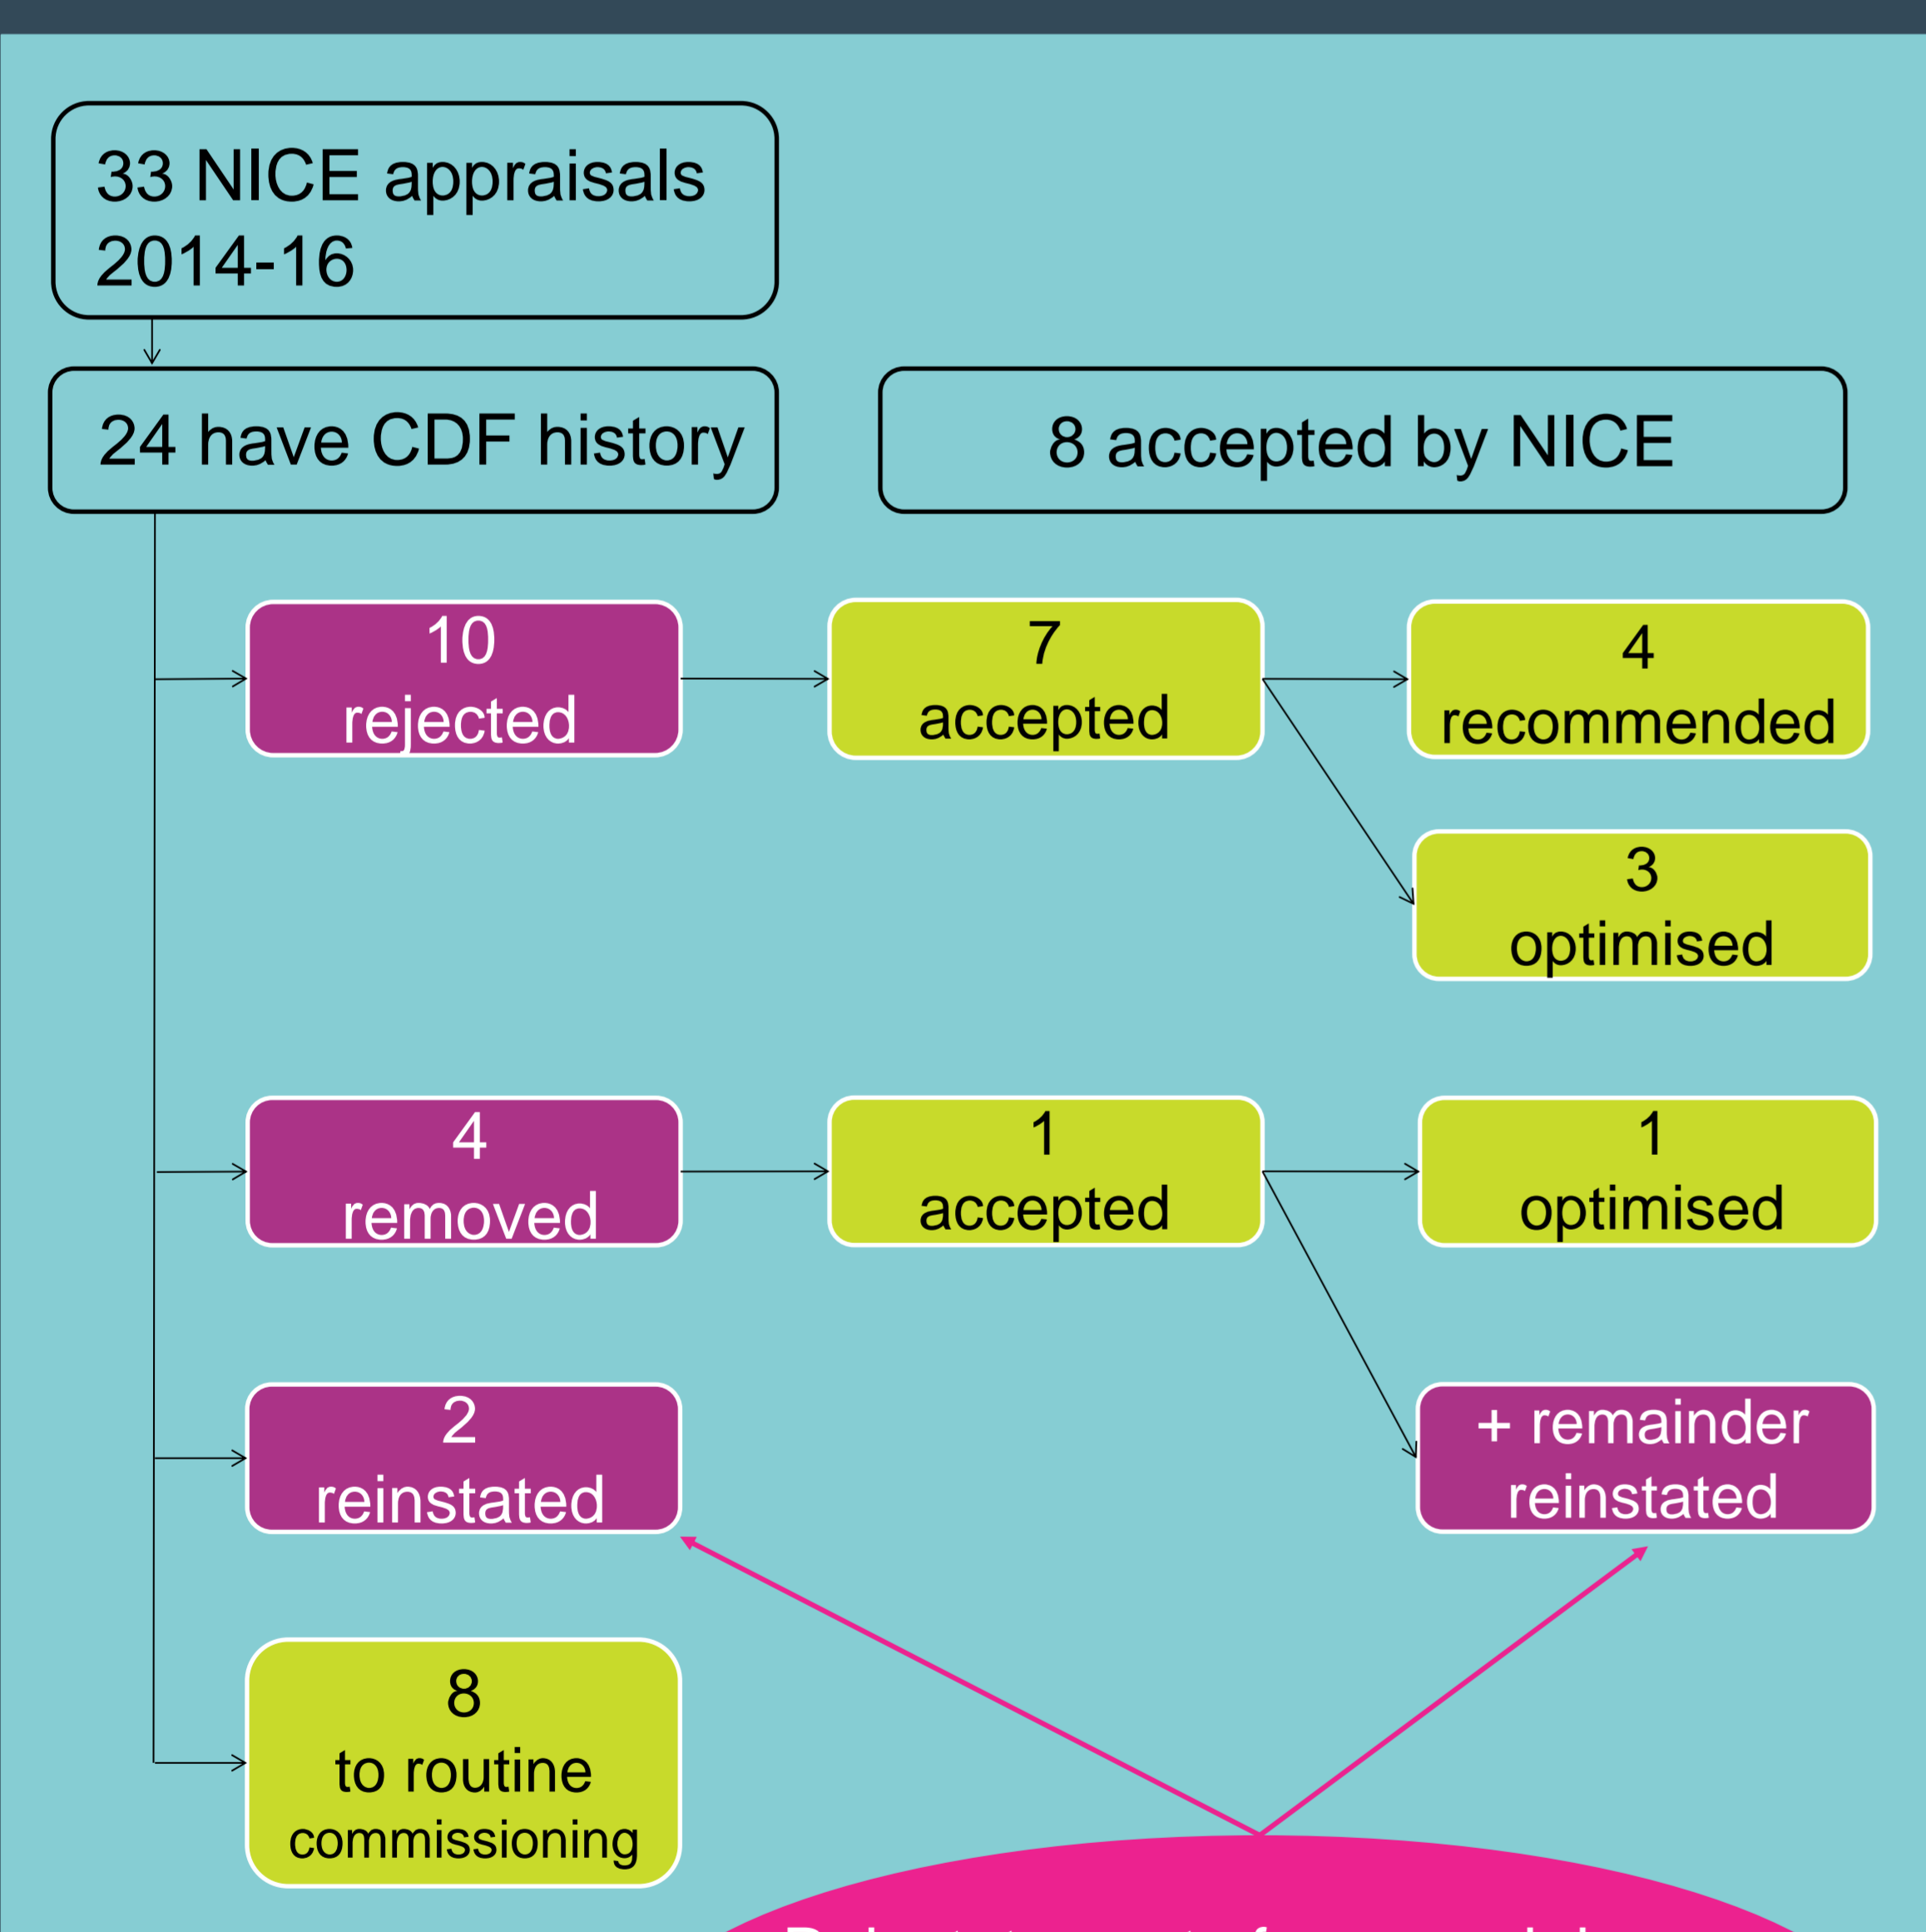 33 NICE appraisals
2014-16
24 have CDF history
8 accepted by NICE
10
rejected
7
accepted
4
recommended
3
optimised
4
removed
1
accepted
1
optimised
2
reinstated
+ remainder
reinstated
8
to routine
commissioning